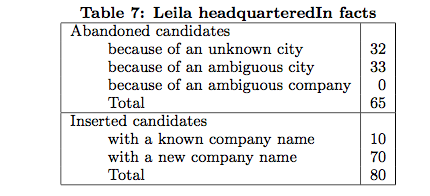 Table 7: Leila headquarteredIn facts
Abandoned candidates
because of an unknown city 32
because of an ambiguous city 33
because of an ambiguous company 0
Total 65
Inserted candidates
with a known company name 10
with a new company name 70
Total 80